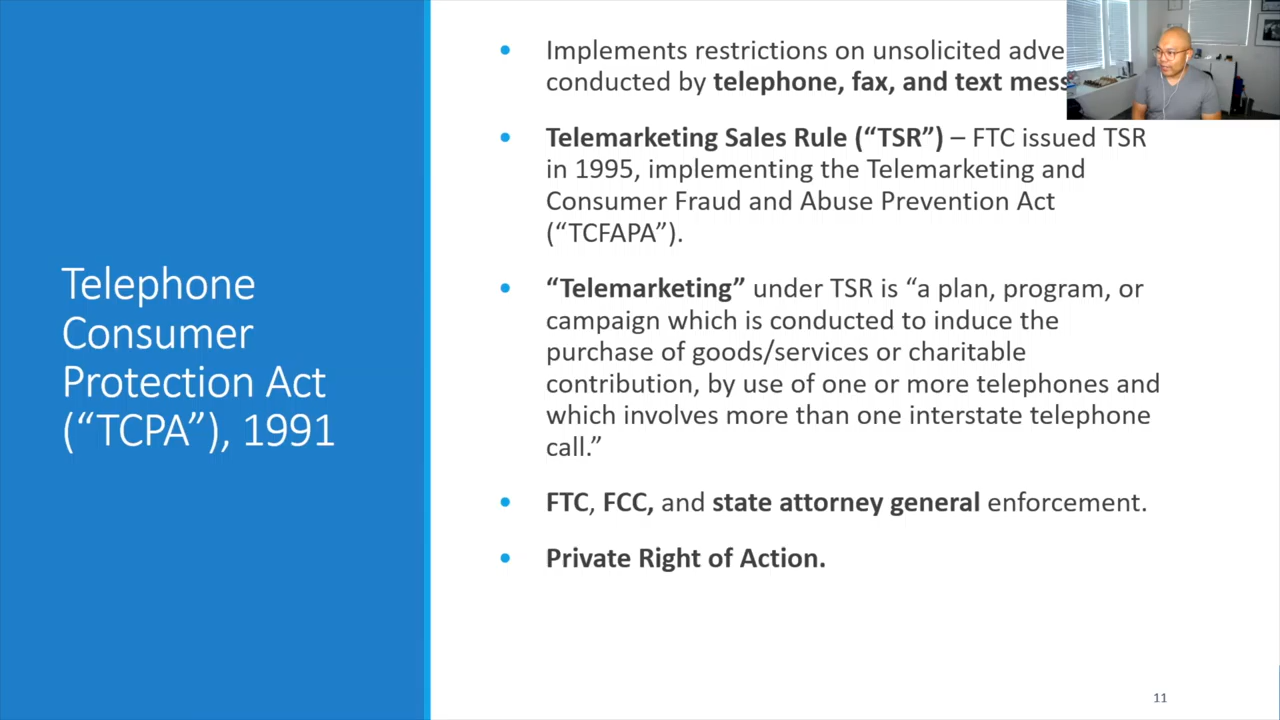 Telephone
Consumer
Protection Act
(“TCPA”), 1991
Implements restrictions on unsolicited
conducted by telephone, fax, and text
Telemarketing Sales Rule (“TSR”) – FTC issued TSR
in 1995, implementing the Telemarketing and
Consumer Fraud and Abuse Prevention Act
(“TCFAPA”).
“Telemarketing” under TSR is “a plan, program, or
campaign which is conducted to induce the
purchase of goods/services or charitable
contribution, by use of one or more telephones and
which involves more than one interstate telephone
call.”
FTC, FCC, and state attorney general enforcement.
Private Right of Action.
11